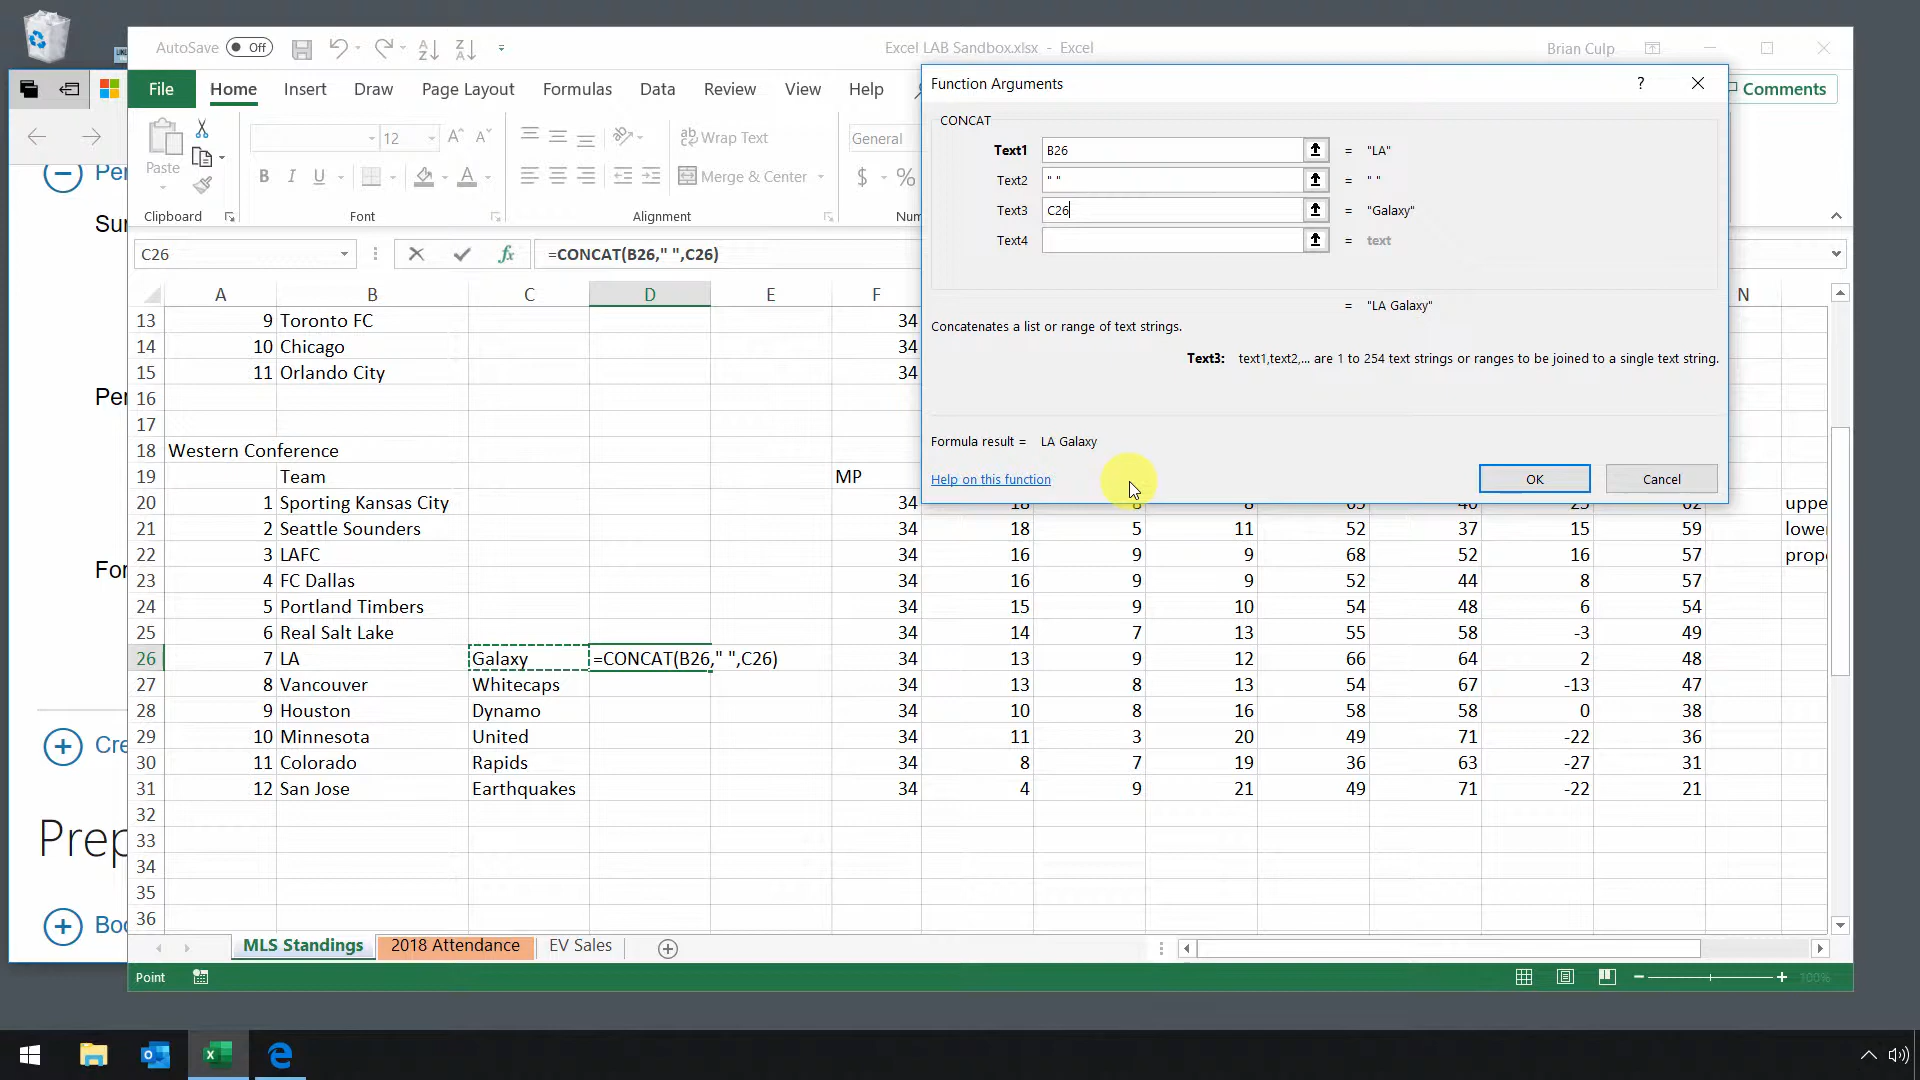 AutoSave Off
Excel LAB Sandbox.xlsx - Excel
Brian Culp
File Home Insert Draw Page Layout Formulas Data Review View Help
Comments
Paste
12
Wrap Text
General
B I U
A
Merge & Center
$ %
Clipboard
Font
Alignment
Num
C26
fx
=CONCAT(B26," ",C26)
Function Arguments
?
CONCAT
Text1 B26 = "LA"
Text2 " " = " "
Text3 C26 = "Galaxy"
Text4 = text
= "LA Galaxy"
Concatenates a list or range of text strings.
Text3: text1,text2,... are 1 to 254 text strings or ranges to be joined to a single text string.
Formula result = LA Galaxy
Help on this function
OK
Cancel
Per
Sur
Per
For
Cre
Prep
Boo
A B C D E F N
13 9 Toronto FC 34
14 10 Chicago 34
15 11 Orlando City 34
16
17
18 Western Conference
19 Team MP
20 1 Sporting Kansas City 34 uppe
21 2 Seattle Sounders 34 18 5 11 52 37 15 59 lower
22 3 LAFC 34 16 9 9 68 52 16 57 prope
23 4 FC Dallas 34 16 9 9 52 44 8 57
24 5 Portland Timbers 34 15 9 10 54 48 6 54
25 6 Real Salt Lake 34 14 7 13 55 58 -3 49
26 7 LA Galaxy =CONCAT(B26," ",C26) 34 13 9 12 66 64 2 48
27 8 Vancouver Whitecaps 34 13 8 13 54 67 -13 47
28 9 Houston Dynamo 34 10 8 16 58 58 0 38
29 10 Minnesota United 34 11 3 20 49 71 -22 36
30 11 Colorado Rapids 34 8 7 19 36 63 -27 31
31 12 San Jose Earthquakes 34 4 9 21 49 71 -22 21
32
33
34
35
36
MLS Standings 2018 Attendance EV Sales
Point
100%